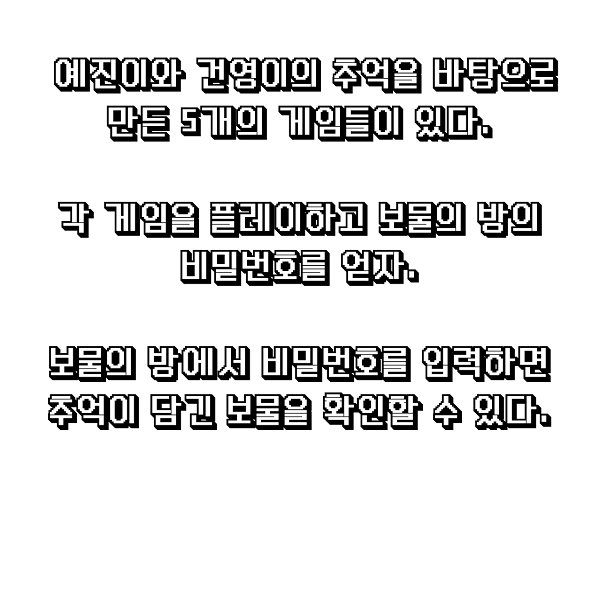 예진이와 건영이의 추억을 바탕으로
만든 5개의 게임들이 있다.
각 게임을 플레이하고 보물의 방의
비밀번호를 얻자.
보물의 방에서 비밀번호를 입력하면
추억이 담긴 보물을 확인할 수 있다.